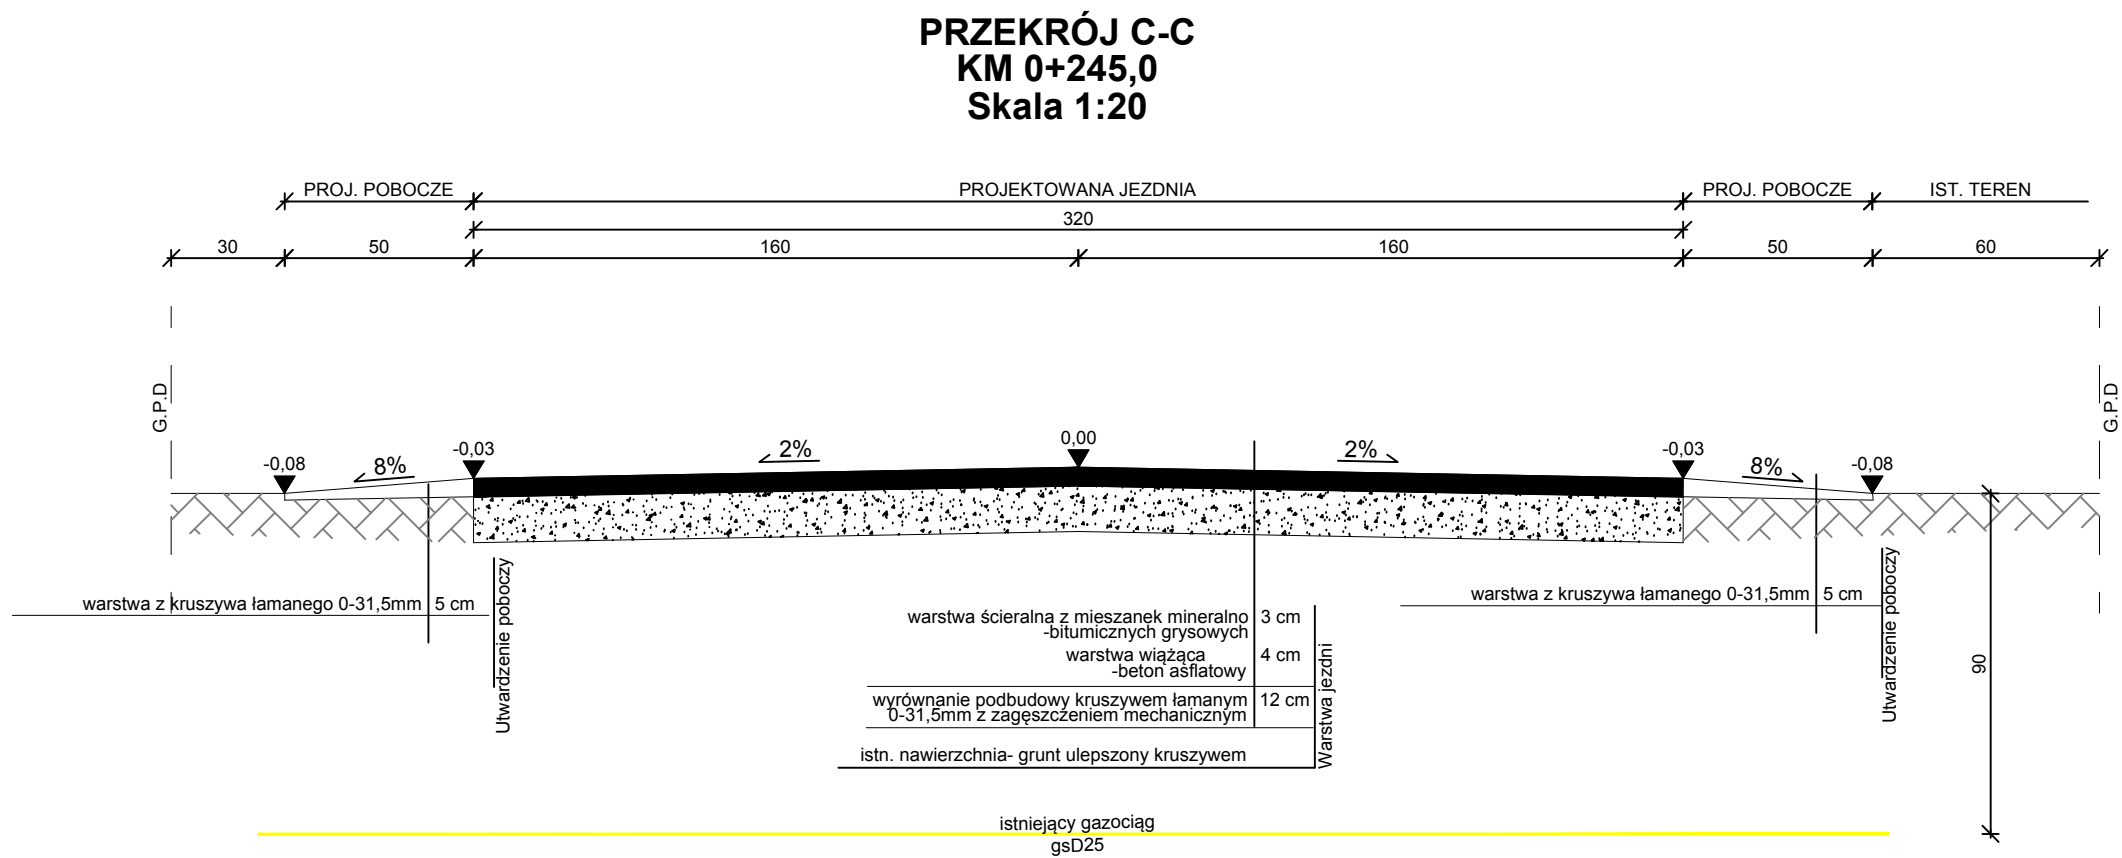 PRZEKRÓJ C-C
KM 0+245,0
Skala 1:20
PROJ. POBOCZE
PROJEKTOWANA JEZDNIA
PROJ. POBOCZE
IST. TEREN
320
30
50
160
160
50
60
G.P.D
G.P.D
-0,08
8%
-0,03
2%
0,00
2%
-0,03
8%
-0,08
warstwa z kruszywa łamanego 0-31,5mm 5 cm
Utwardzenie poboczy
warstwa ścieralna z mieszanek mineralno 3 cm
-bitumicznych grysowych
warstwa wiążąca 4 cm
-beton asflatowy
wyrównanie podbudowy kruszywem łamanym 12 cm
0-31,5mm z zagęszczeniem mechanicznym
istn. nawierzchnia- grunt ulepszony kruszywem
Warstwa jezdni
warstwa z kruszywa łamanego 0-31,5mm 5 cm
Utwardzenie poboczy
90
istniejący gazociąg
gsD25